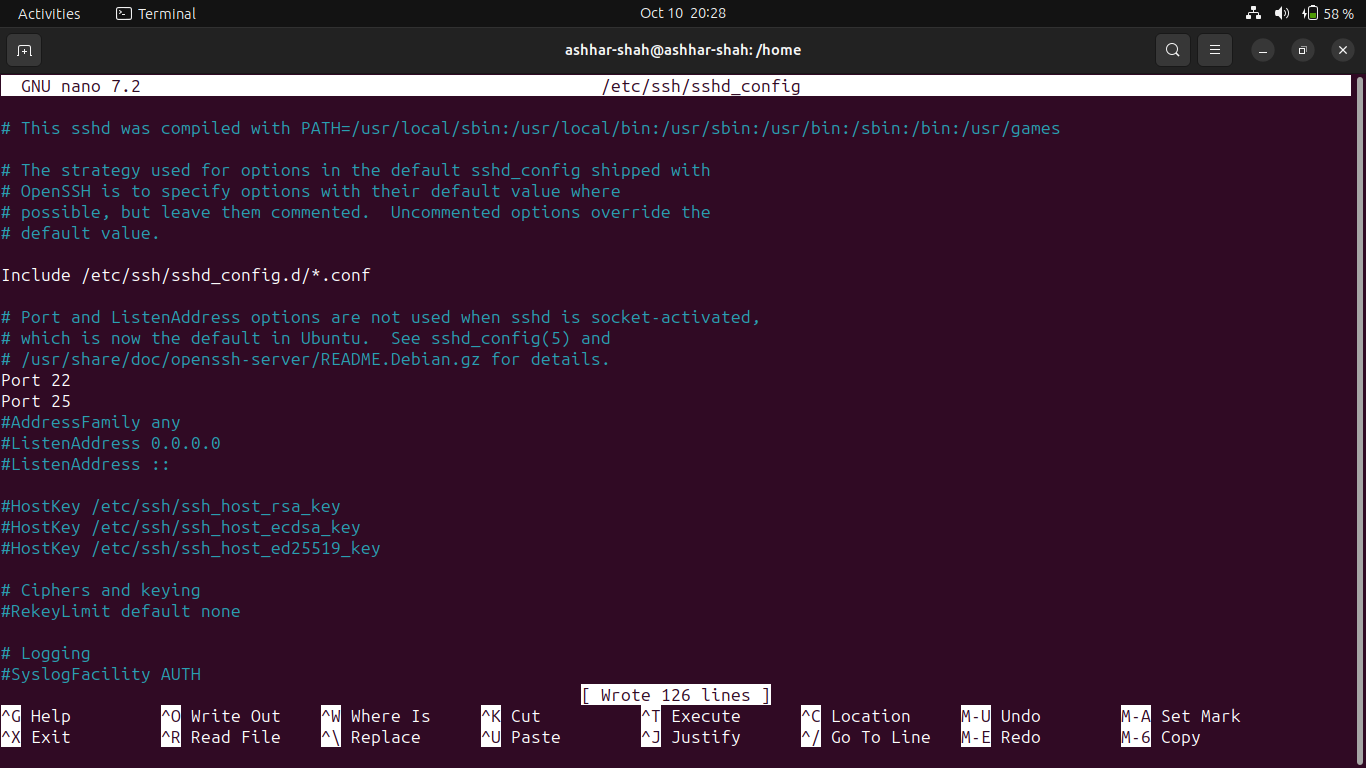 Activities Terminal Oct 10 20:28 58 %
ashhar-shah@ashhar-shah: /home
GNU nano 7.2 /etc/ssh/sshd_config
# This sshd was compiled with PATH=/usr/local/sbin:/usr/local/bin:/usr/sbin:/usr/bin:/sbin:/bin:/usr/games
# The strategy used for options in the default sshd_config shipped with
# OpenSSH is to specify options with their default value where
# possible, but leave them commented.  Uncommented options override the
# default value.
Include /etc/ssh/sshd_config.d/*.conf
# Port and ListenAddress options are not used when sshd is socket-activated,
# which is now the default in Ubuntu.  See sshd_config(5) and
# /usr/share/doc/openssh-server/README.Debian.gz for details.
Port 22
Port 25
#AddressFamily any
#ListenAddress 0.0.0.0
#ListenAddress ::
#HostKey /etc/ssh/ssh_host_rsa_key
#HostKey /etc/ssh/ssh_host_ecdsa_key
#HostKey /etc/ssh/ssh_host_ed25519_key
# Ciphers and keying
#RekeyLimit default none
# Logging
#SyslogFacility AUTH
[ Wrote 126 lines ]
^G Help ^O Write Out ^W Where Is ^K Cut ^T Execute ^C Location M-U Undo M-A Set Mark
^X Exit ^R Read File ^\ Replace ^U Paste ^J Justify ^/ Go To Line M-E Redo M-6 Copy